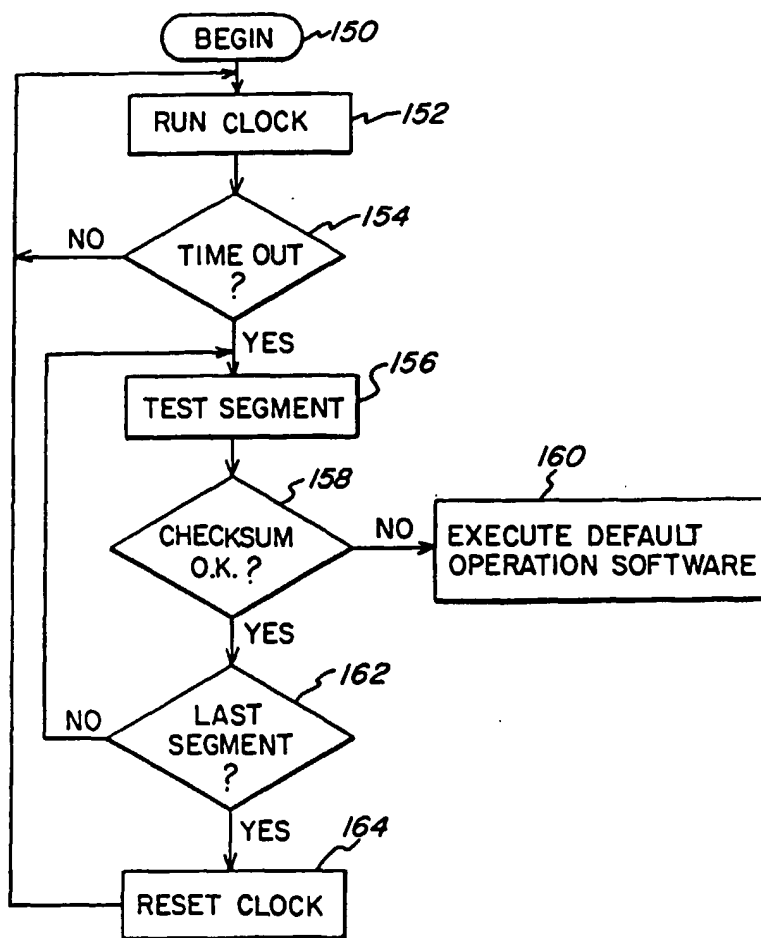 BEGIN
150
RUN CLOCK
152
154
NO
TIME OUT
?
YES
156
TEST SEGMENT
158
160
CHECKSUM
O.K. ?
NO
EXECUTE DEFAULT
OPERATION SOFTWARE
YES
162
NO
LAST
SEGMENT
?
YES
164
RESET CLOCK